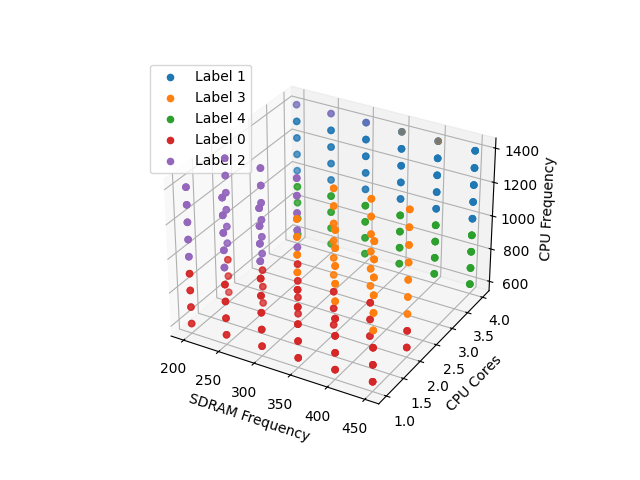 Label 1
Label 3
Label 4
Label 0
Label 2
1400
1200
1000
800
600
CPU Frequency
4.0
3.5
3.0
2.5
2.0
1.5
1.0
CPU Cores
200
250
300
350
400
450
SDRAM Frequency